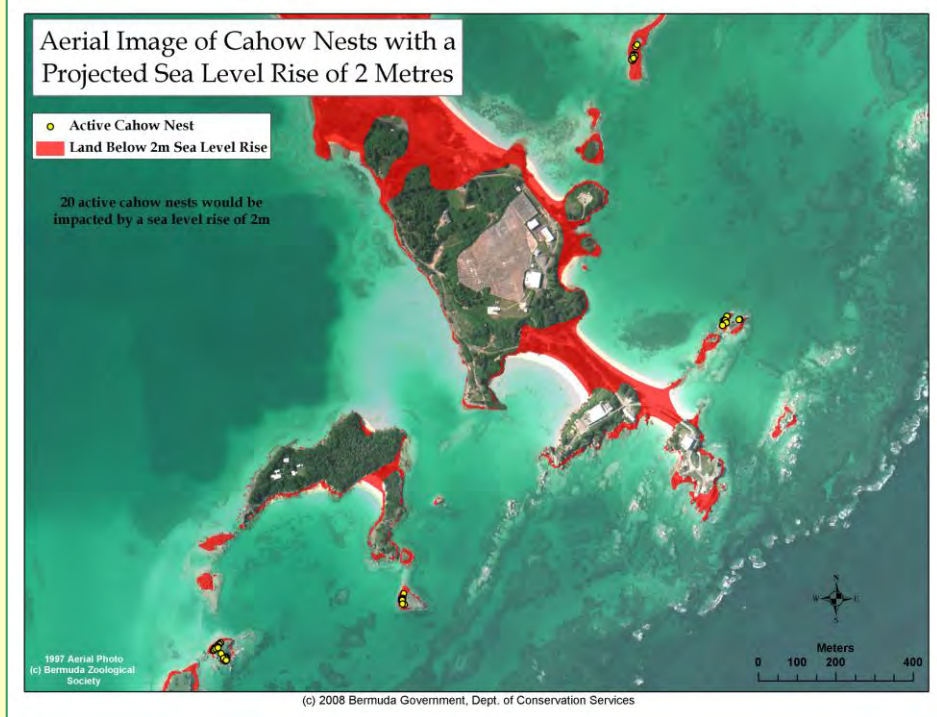 Aerial Image of Cahow Nests with a
Projected Sea Level Rise of 2 Metres
Active Cahow Nest
Land Below 2m Sea Level Rise
20 active cahow nests would be
impacted by a sea level rise of 2m
N
W E
S
Meters
0 100 200 400
1997 Aerial Photo
(c) Bermuda Zoological
Society
(c) 2008 Bermuda Government, Dept. of Conservation Services